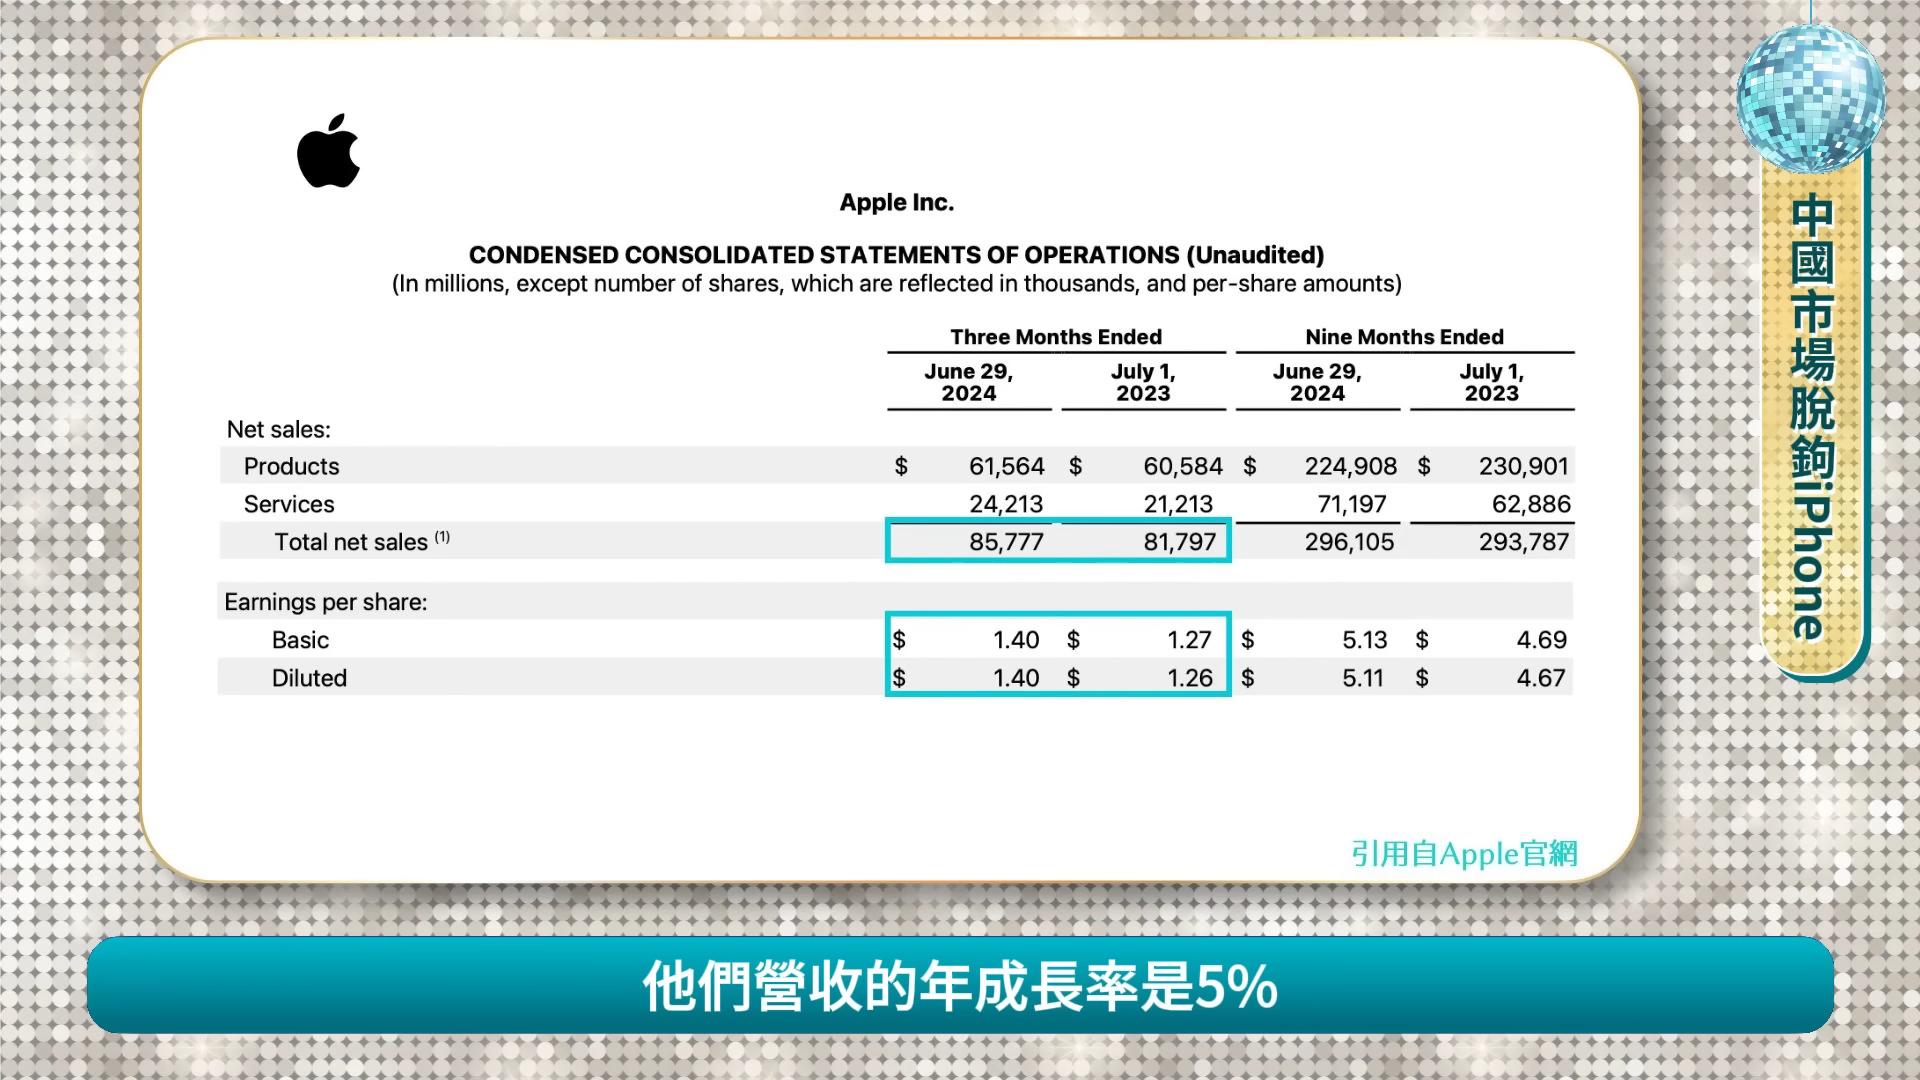 Apple Inc.
CONDENSED CONSOLIDATED STATEMENTS OF OPERATIONS (Unaudited)
(In millions, except number of shares, which are reflected in thousands, and per-share amounts)
Three Months Ended Nine Months Ended
June 29, 2024 July 1, 2023 June 29, 2024 July 1, 2023
Net sales:
Products $ 61,564 $ 60,584 $ 224,908 $ 230,901
Services 24,213 21,213 71,197 62,886
Total net sales (1) 85,777 81,797 296,105 293,787
Earnings per share:
Basic $ 1.40 $ 1.27 $ 5.13 $ 4.69
Diluted $ 1.40 $ 1.26 $ 5.11 $ 4.67
引用自Apple官網
中國市場脫鉤iPhone
他們營收的年成長率是5%